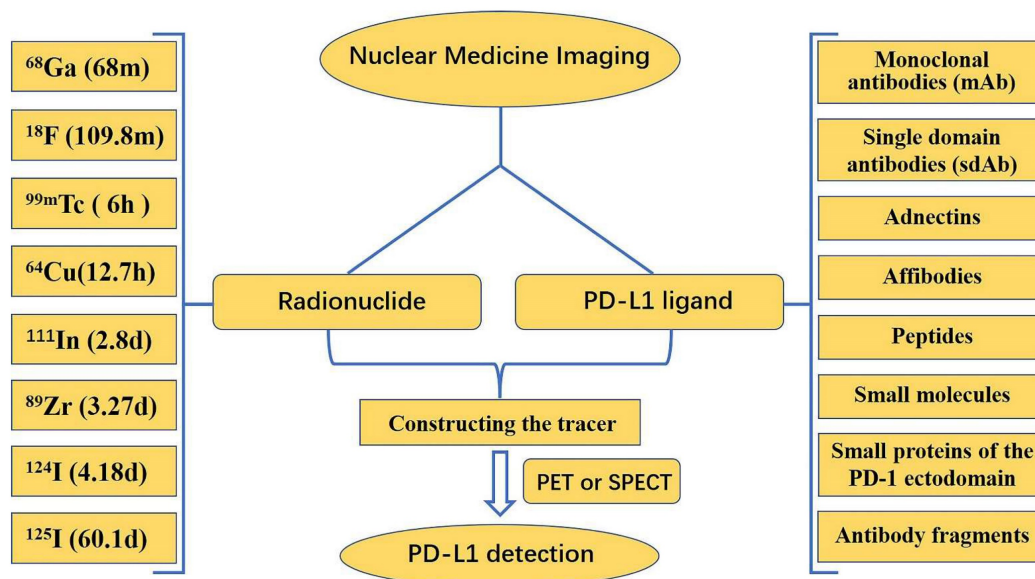 Nuclear Medicine Imaging
⁶⁸Ga (68m)
¹⁸F (109.8m)
⁹⁹ᵐTc ( 6h )
⁶⁴Cu(12.7h)
¹¹¹In (2.8d)
⁸⁹Zr (3.27d)
¹²⁴I (4.18d)
¹²⁵I (60.1d)
Radionuclide
PD-L1 ligand
Monoclonal
antibodies (mAb)
Single domain
antibodies (sdAb)
Adnectins
Affibodies
Peptides
Small molecules
Small proteins of the
PD-1 ectodomain
Antibody fragments
Constructing the tracer
PET or SPECT
PD-L1 detection